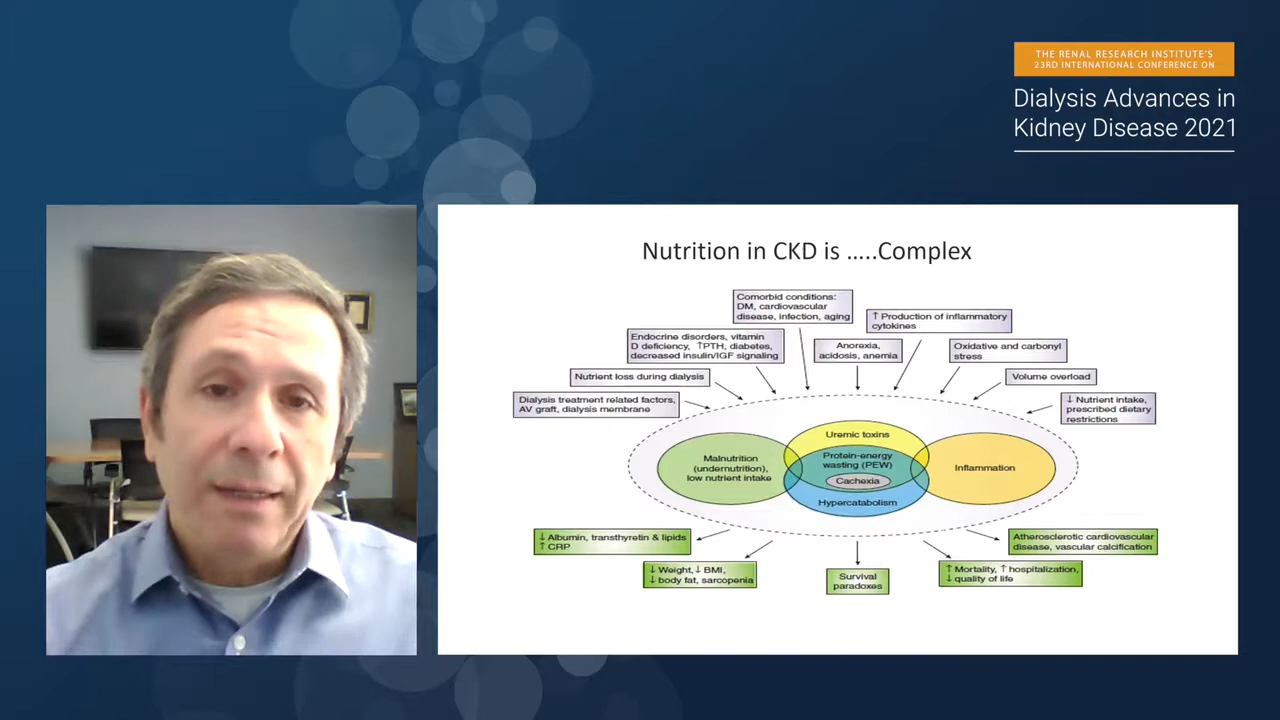 THE RENAL RESEARCH INSTITUTE'S
23RD INTERNATIONAL CONFERENCE ON
Dialysis Advances in
Kidney Disease 2021
Nutrition in CKD is .....Complex
Comorbid conditions:
DM, cardiovascular
disease, infection, aging
↑ Production of inflammatory
cytokines
Endocrine disorders, vitamin
D deficiency, ↑PTH, diabetes,
decreased insulin/IGF signaling
Anorexia,
acidosis, anemia
Oxidative and carbonyl
stress
Nutrient loss during dialysis
Volume overload
Dialysis treatment related factors,
AV graft, dialysis membrane
↓ Nutrient intake,
prescribed dietary
restrictions
Uremic toxins
Malnutrition
(undernutrition),
low nutrient intake
Protein-energy
wasting (PEW)
Cachexia
Hypercatabolism
Inflammation
↓ Albumin, transthyretin & lipids
↑ CRP
↓ Weight, ↓ BMI,
↓ body fat, sarcopenia
Survival
paradoxes
↑ Mortality, ↑ hospitalization,
↓ quality of life
Atherosclerotic cardiovascular
disease, vascular calcification